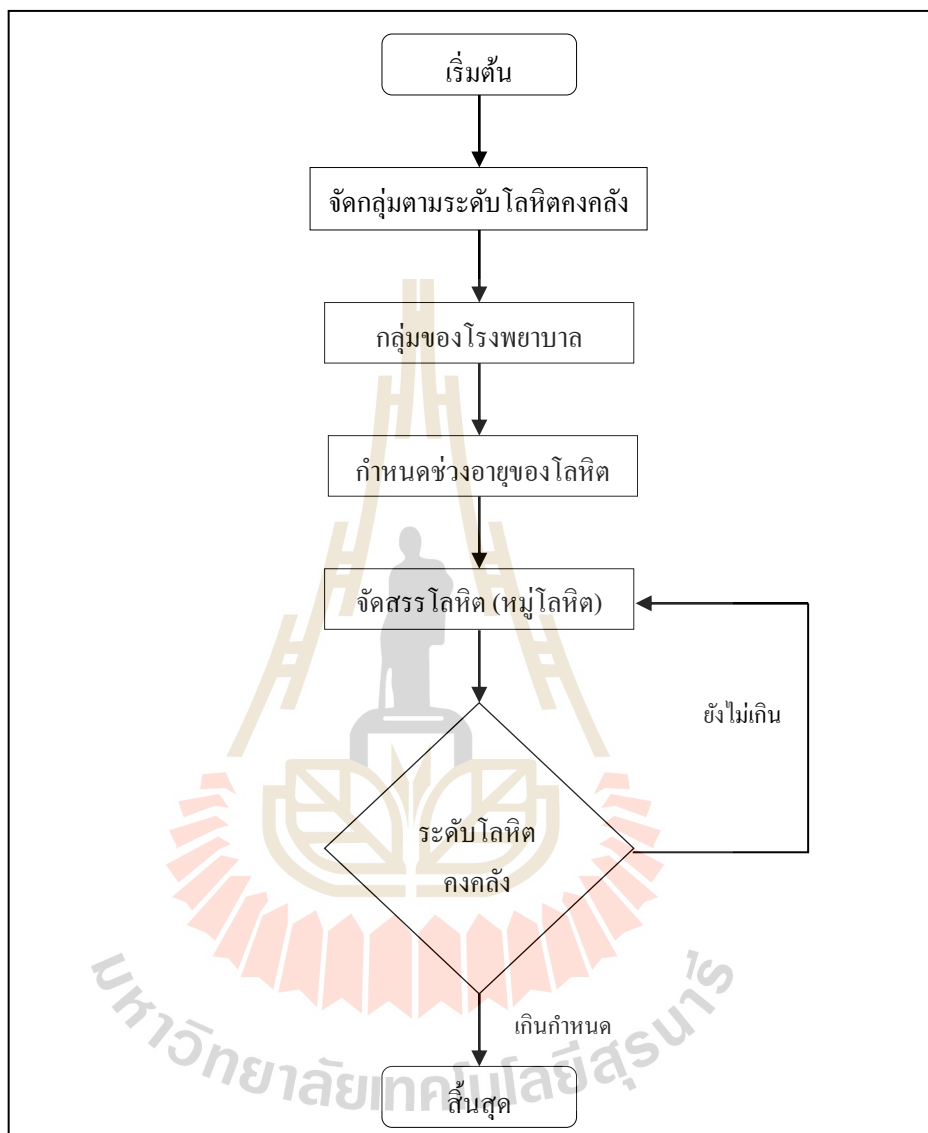 เริ่มต้น
จัดกลุ่มตามระดับโลหิตคงคลัง
กลุ่มของโรงพยาบาล
กำหนดช่วงอายุของโลหิต
จัดสรรโลหิต (หมู่โลหิต)
ยังไม่เกิน
ระดับโลหิต
คงคลัง
เกินกำหนด
สิ้นสุด
มหาวิทยาลัยเทคโนโลยีสุรนารี